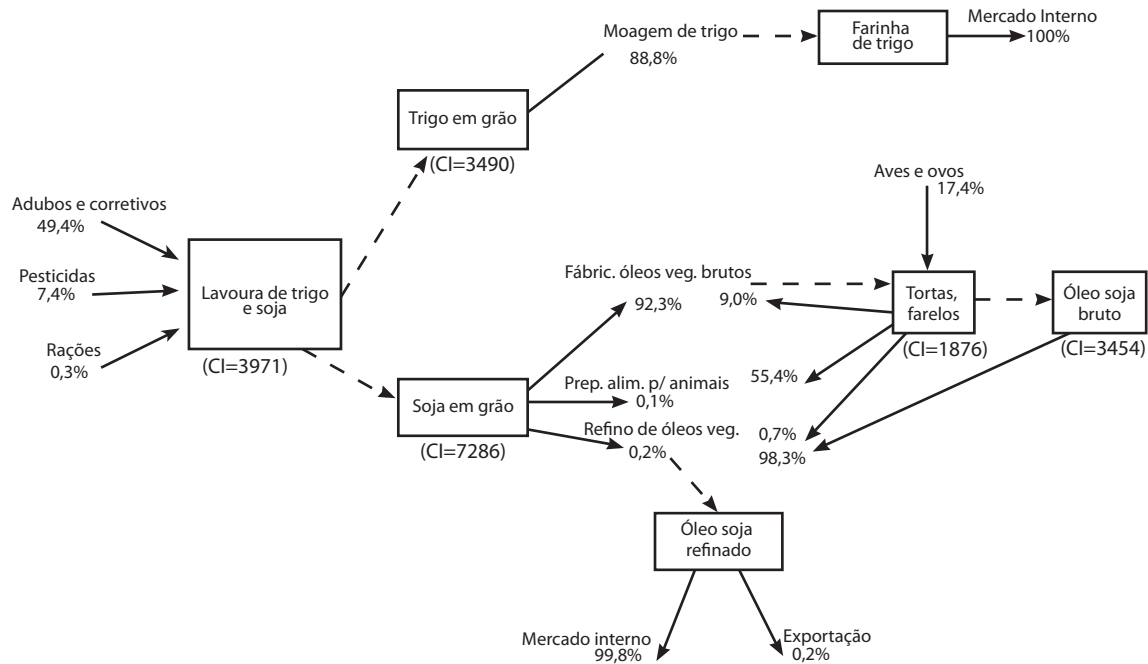 Moagem de trigo
88,8%
Farinha
de trigo
Mercado Interno
100%
Trigo em grão
(CI=3490)
Adubos e corretivos
49,4%
Pesticidas
7,4%
Rações
0,3%
Lavoura de trigo
e soja
(CI=3971)
Aves e ovos
17,4%
Fábric. óleos veg. brutos
92,3%
9,0%
Tortas,
farelos
(CI=1876)
Óleo soja
bruto
(CI=3454)
Soja em grão
(CI=7286)
Prep. alim. p/ animais
0,1%
55,4%
Refino de óleos veg.
0,2%
0,7%
98,3%
Óleo soja
refinado
Mercado interno
99,8%
Exportação
0,2%